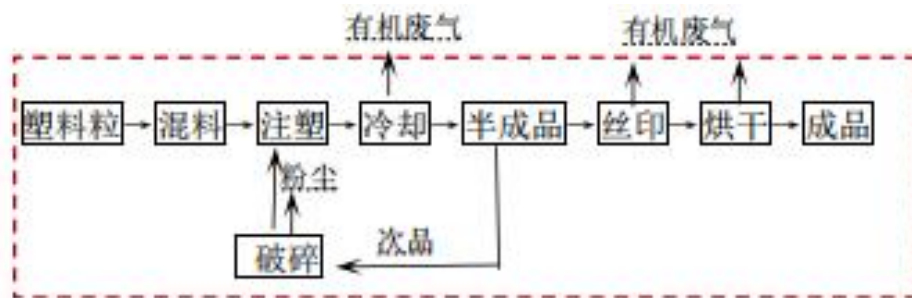 有机废气 有机废气
塑料粒 混料 注塑 冷却 半成品 丝印 烘干 成品
粉尘
破碎 次品